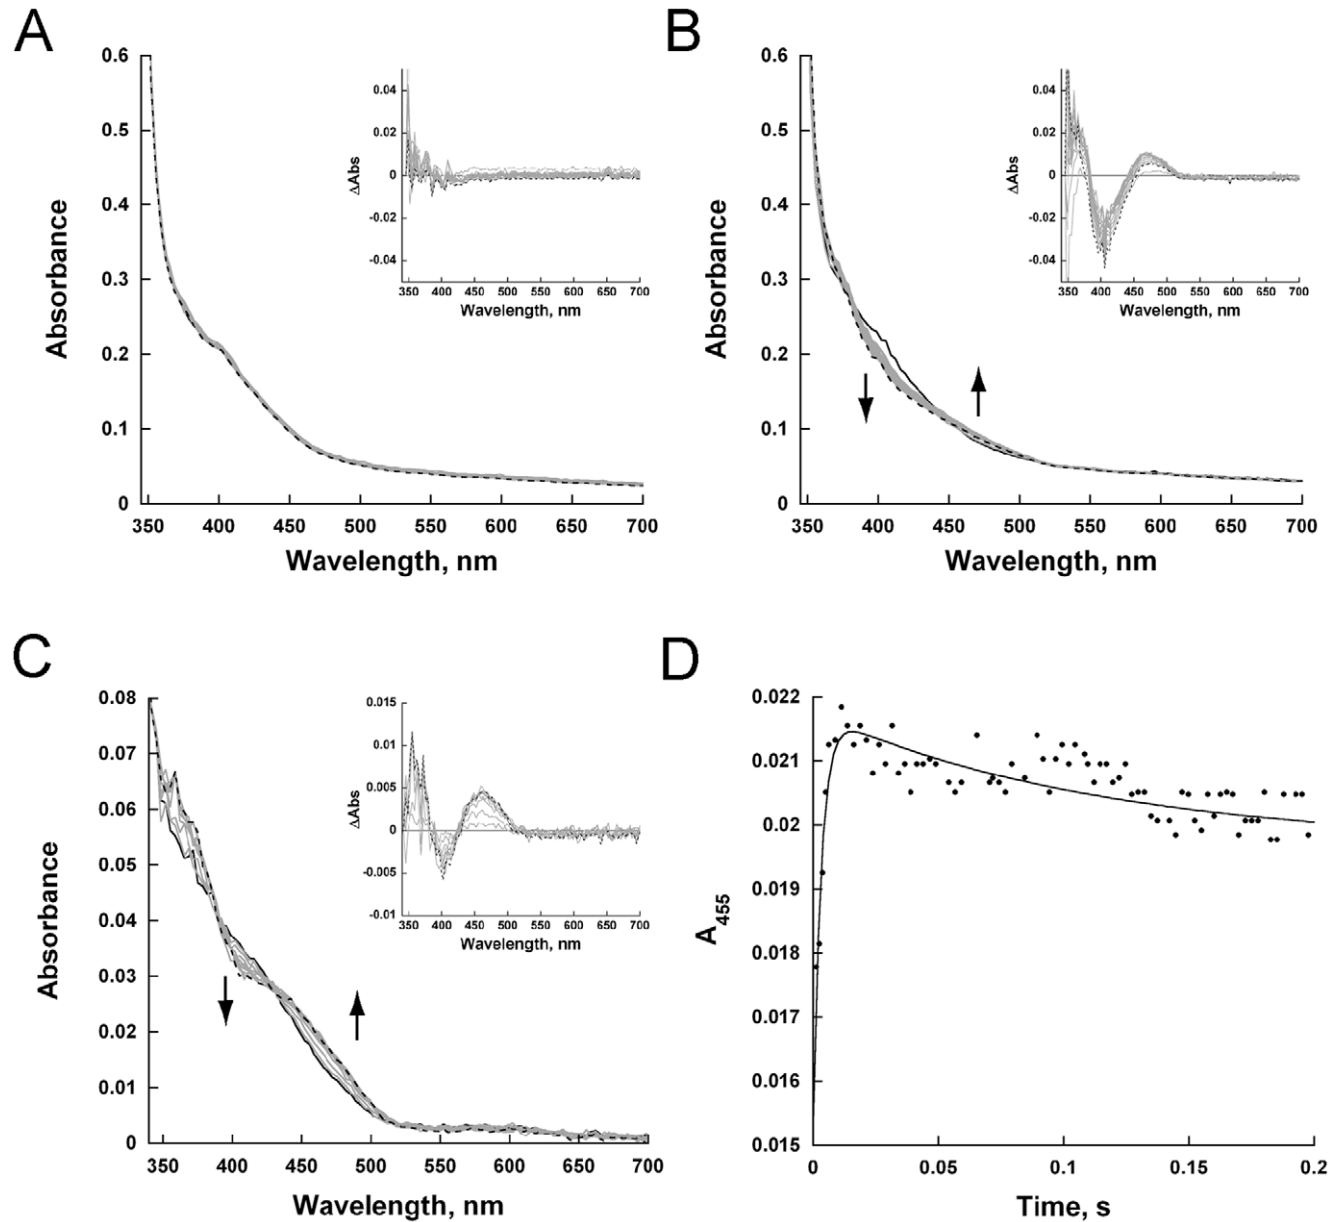 A
0.6
0.5
0.4
0.3
0.2
0.1
0
Absorbance
350 400 450 500 550 600 650 700
Wavelength, nm
0.04
0.02
0
-0.02
-0.04
ΔAbs
350 400 450 500 550 600 650 700
Wavelength, nm
B
0.6
0.5
0.4
0.3
0.2
0.1
0
Absorbance
350 400 450 500 550 600 650 700
Wavelength, nm
0.04
0.02
0
-0.02
-0.04
ΔAbs
350 400 450 500 550 600 650 700
Wavelength, nm
C
0.08
0.07
0.06
0.05
0.04
0.03
0.02
0.01
0
Absorbance
350 400 450 500 550 600 650 700
Wavelength, nm
0.015
0.010
0.005
0
-0.005
-0.01
ΔAbs
350 400 450 500 550 600 650 700
Wavelength, nm
D
0.022
0.021
0.02
0.019
0.018
0.017
0.016
0.015
A455
0 0.05 0.1 0.15 0.2
Time, s